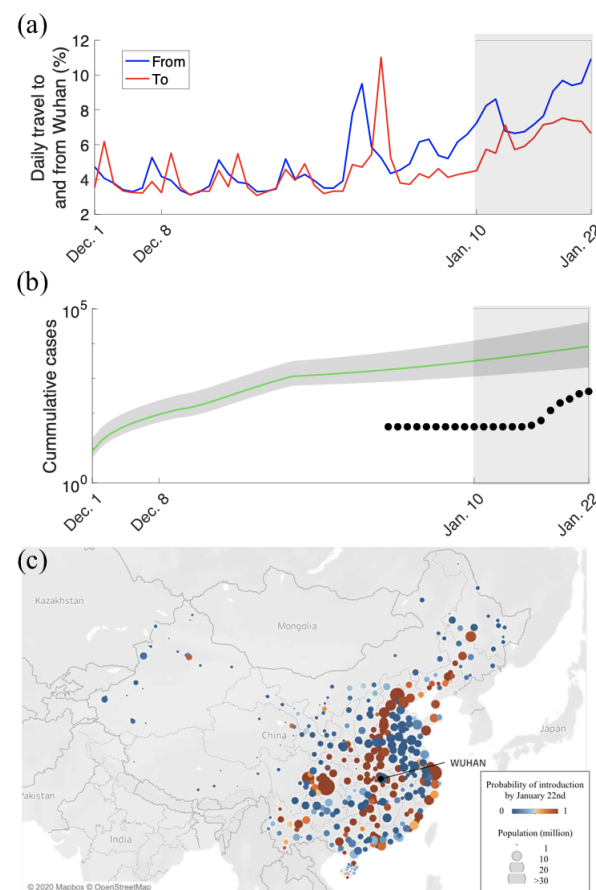 (a)
12
10
8
6
4
2
From
To
Daily travel to
and from Wuhan (%)
Dec. 1
Dec. 8
Jan. 10
Jan. 22
(b)
10^5
10^0
Cummulative cases
Dec. 1
Dec. 8
Jan. 10
Jan. 22
(c)
Kazakhstan
Mongolia
China
Japan
WUHAN
Pakistan
India
Probability of introduction
by January 22nd
0
1
Population (million)
1
10
20
>30
© 2020 Mapbox © OpenStreetMap